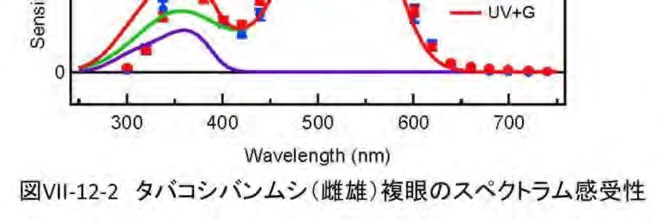 Sensi
UV+G
0
300 400 500 600 700
Wavelength (nm)
図VII-12-2 タバコシバンムシ(雌雄)複眼のスペクトラム感受性